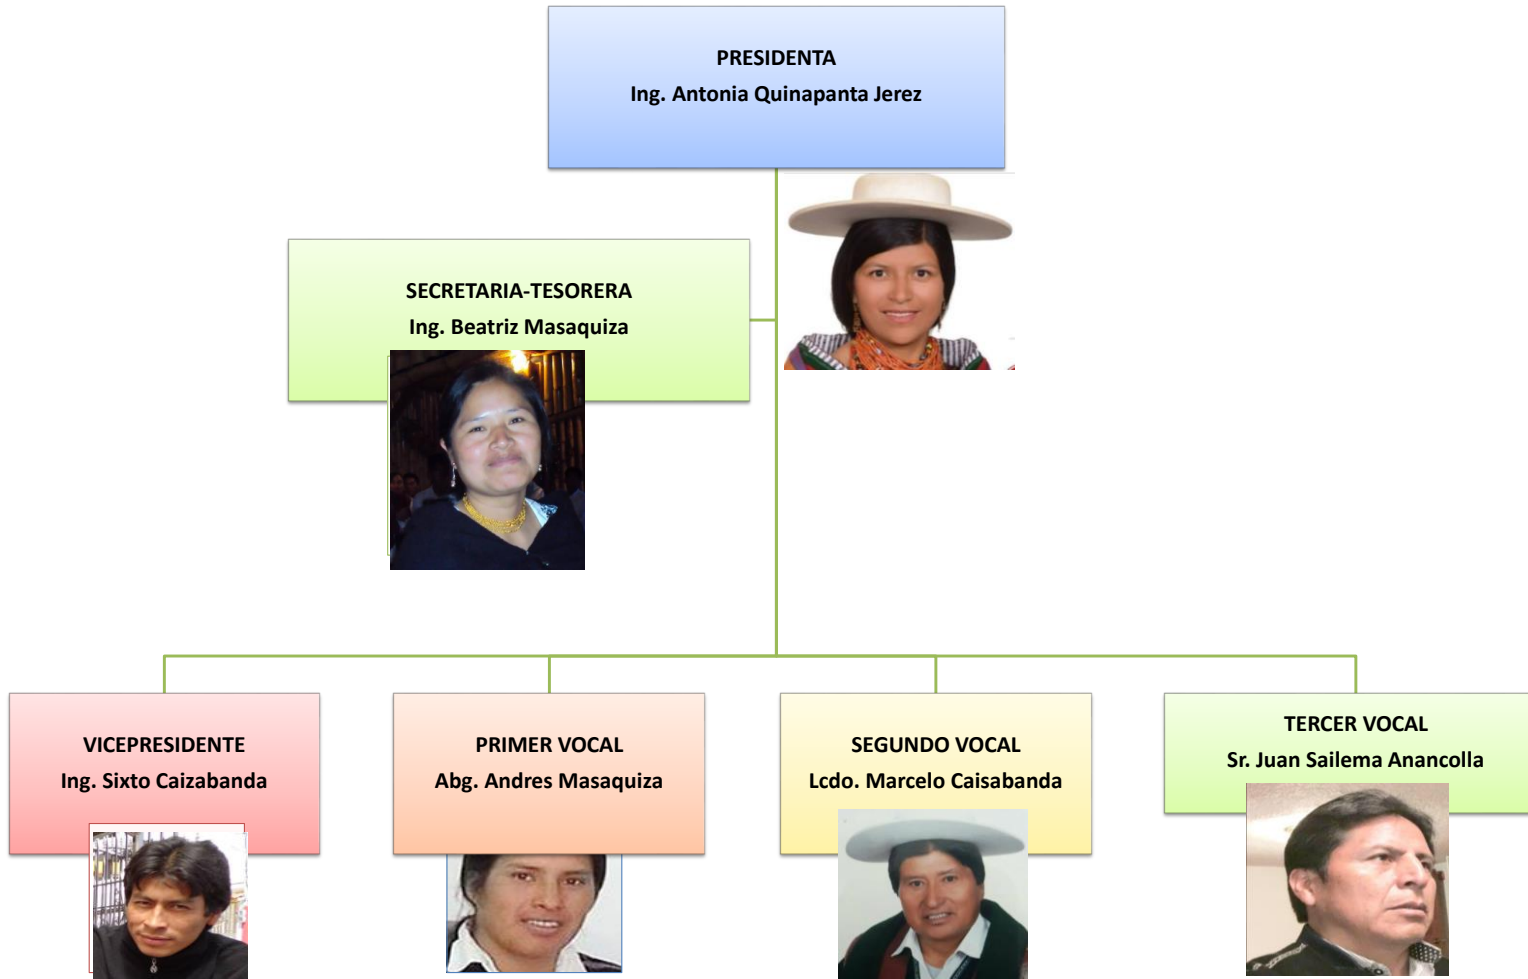 PRESIDENTA
Ing. Antonia Quinapanta Jerez
SECRETARIA-TESORERA
Ing. Beatriz Masaquiza
VICEPRESIDENTE
Ing. Sixto Caizabanda
PRIMER VOCAL
Abg. Andres Masaquiza
SEGUNDO VOCAL
Lcdo. Marcelo Caisabanda
TERCER VOCAL
Sr. Juan Sailema Anancolla